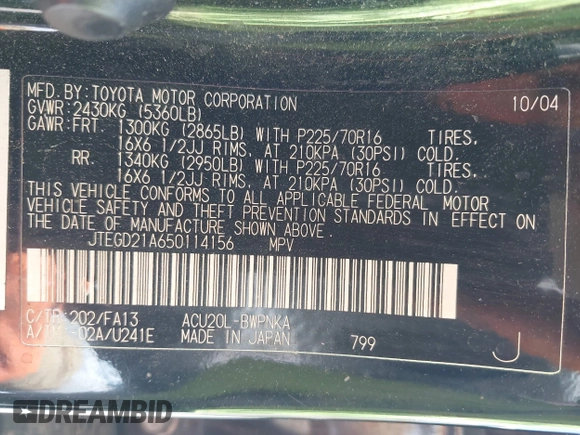 MFD.BY:TOYOTA MOTOR CORPORATION 10/04
GVWR:2430KG (5360LB)
GAWR:FRT. 1300KG (2865LB) WITH P225/70R16 TIRES,
16X6 1/2JJ RIMS, AT 210KPA (30PSI) COLD.
RR. 1340KG (2950LB) WITH P225/70R16 TIRES,
16X6 1/2JJ RIMS, AT 210KPA (30PSI) COLD.
THIS VEHICLE CONFORMS TO ALL APPLICABLE FEDERAL MOTOR
VEHICLE SAFETY AND THEFT PREVENTION STANDARDS IN EFFECT ON
THE DATE OF MANUFACTURE SHOWN ABOVE.
JTEGD21A650114156 MPV
C/TR:202/FA13 ACU20L-BWPNKA
02A/U241E MADE IN JAPAN 799 J
DREAMBID